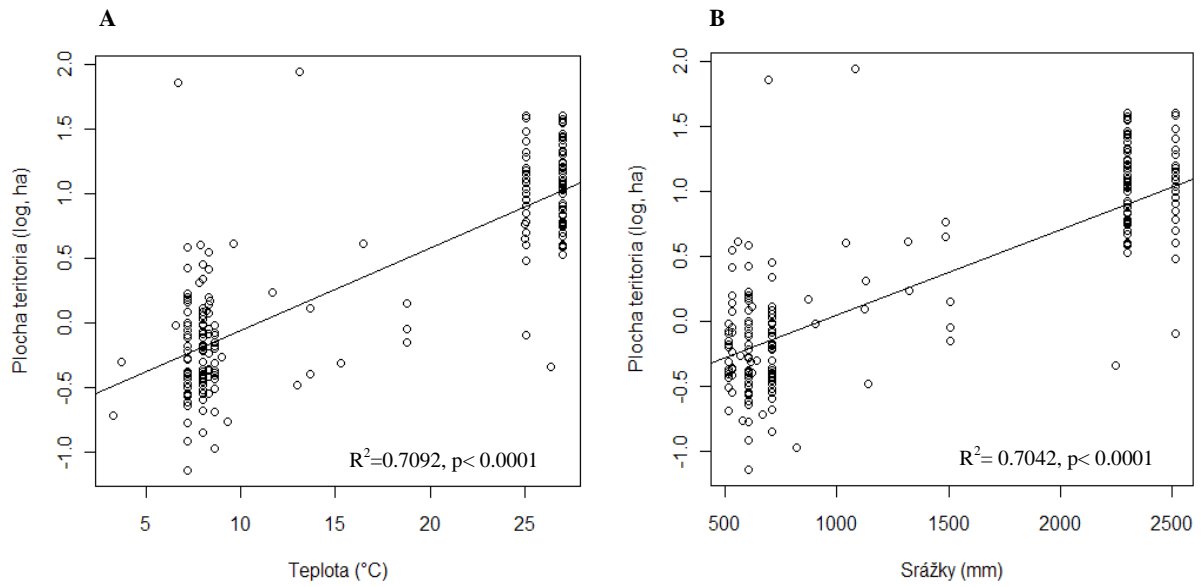 A
2.0
1.5
1.0
0.5
0.0
-0.5
-1.0
Plocha teritoria (log, ha)
R²=0.7092, p< 0.0001
5 10 15 20 25
Teplota (°C)
B
2.0
1.5
1.0
0.5
0.0
-0.5
-1.0
Plocha teritoria (log, ha)
R²= 0.7042, p< 0.0001
500 1000 1500 2000 2500
Srážky (mm)